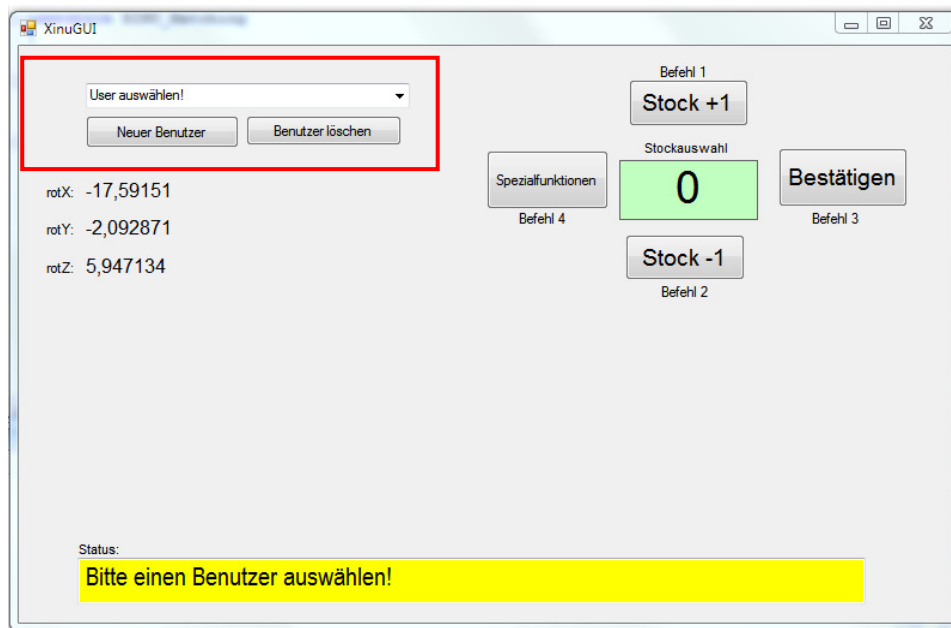 XinuGUI
User auswählen!
Neuer Benutzer
Benutzer löschen
rotX: -17,59151
rotY: -2,092871
rotZ: 5,947134
Befehl 1
Stock +1
Stockauswahl
Spezialfunktionen
0
Bestätigen
Befehl 4
Befehl 3
Stock -1
Befehl 2
Status:
Bitte einen Benutzer auswählen!